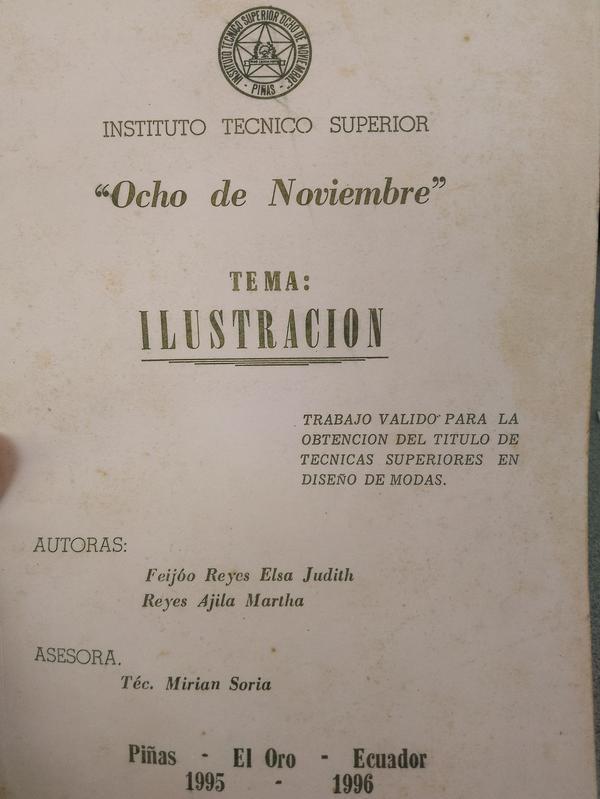 INSTITUTO TECNICO SUPERIOR OCHO DE NOVIEMBRE
- PIÑAS -
INSTITUTO TECNICO SUPERIOR
“Ocho de Noviembre”
TEMA:
ILUSTRACION
TRABAJO VALIDO PARA LA
OBTENCION DEL TITULO DE
TECNICAS SUPERIORES EN
DISEÑO DE MODAS.
AUTORAS:
Feijóo Reyes Elsa Judith
Reyes Ajila Martha
ASESORA.
Téc. Mirian Soria
Piñas - El Oro - Ecuador
1995 - 1996